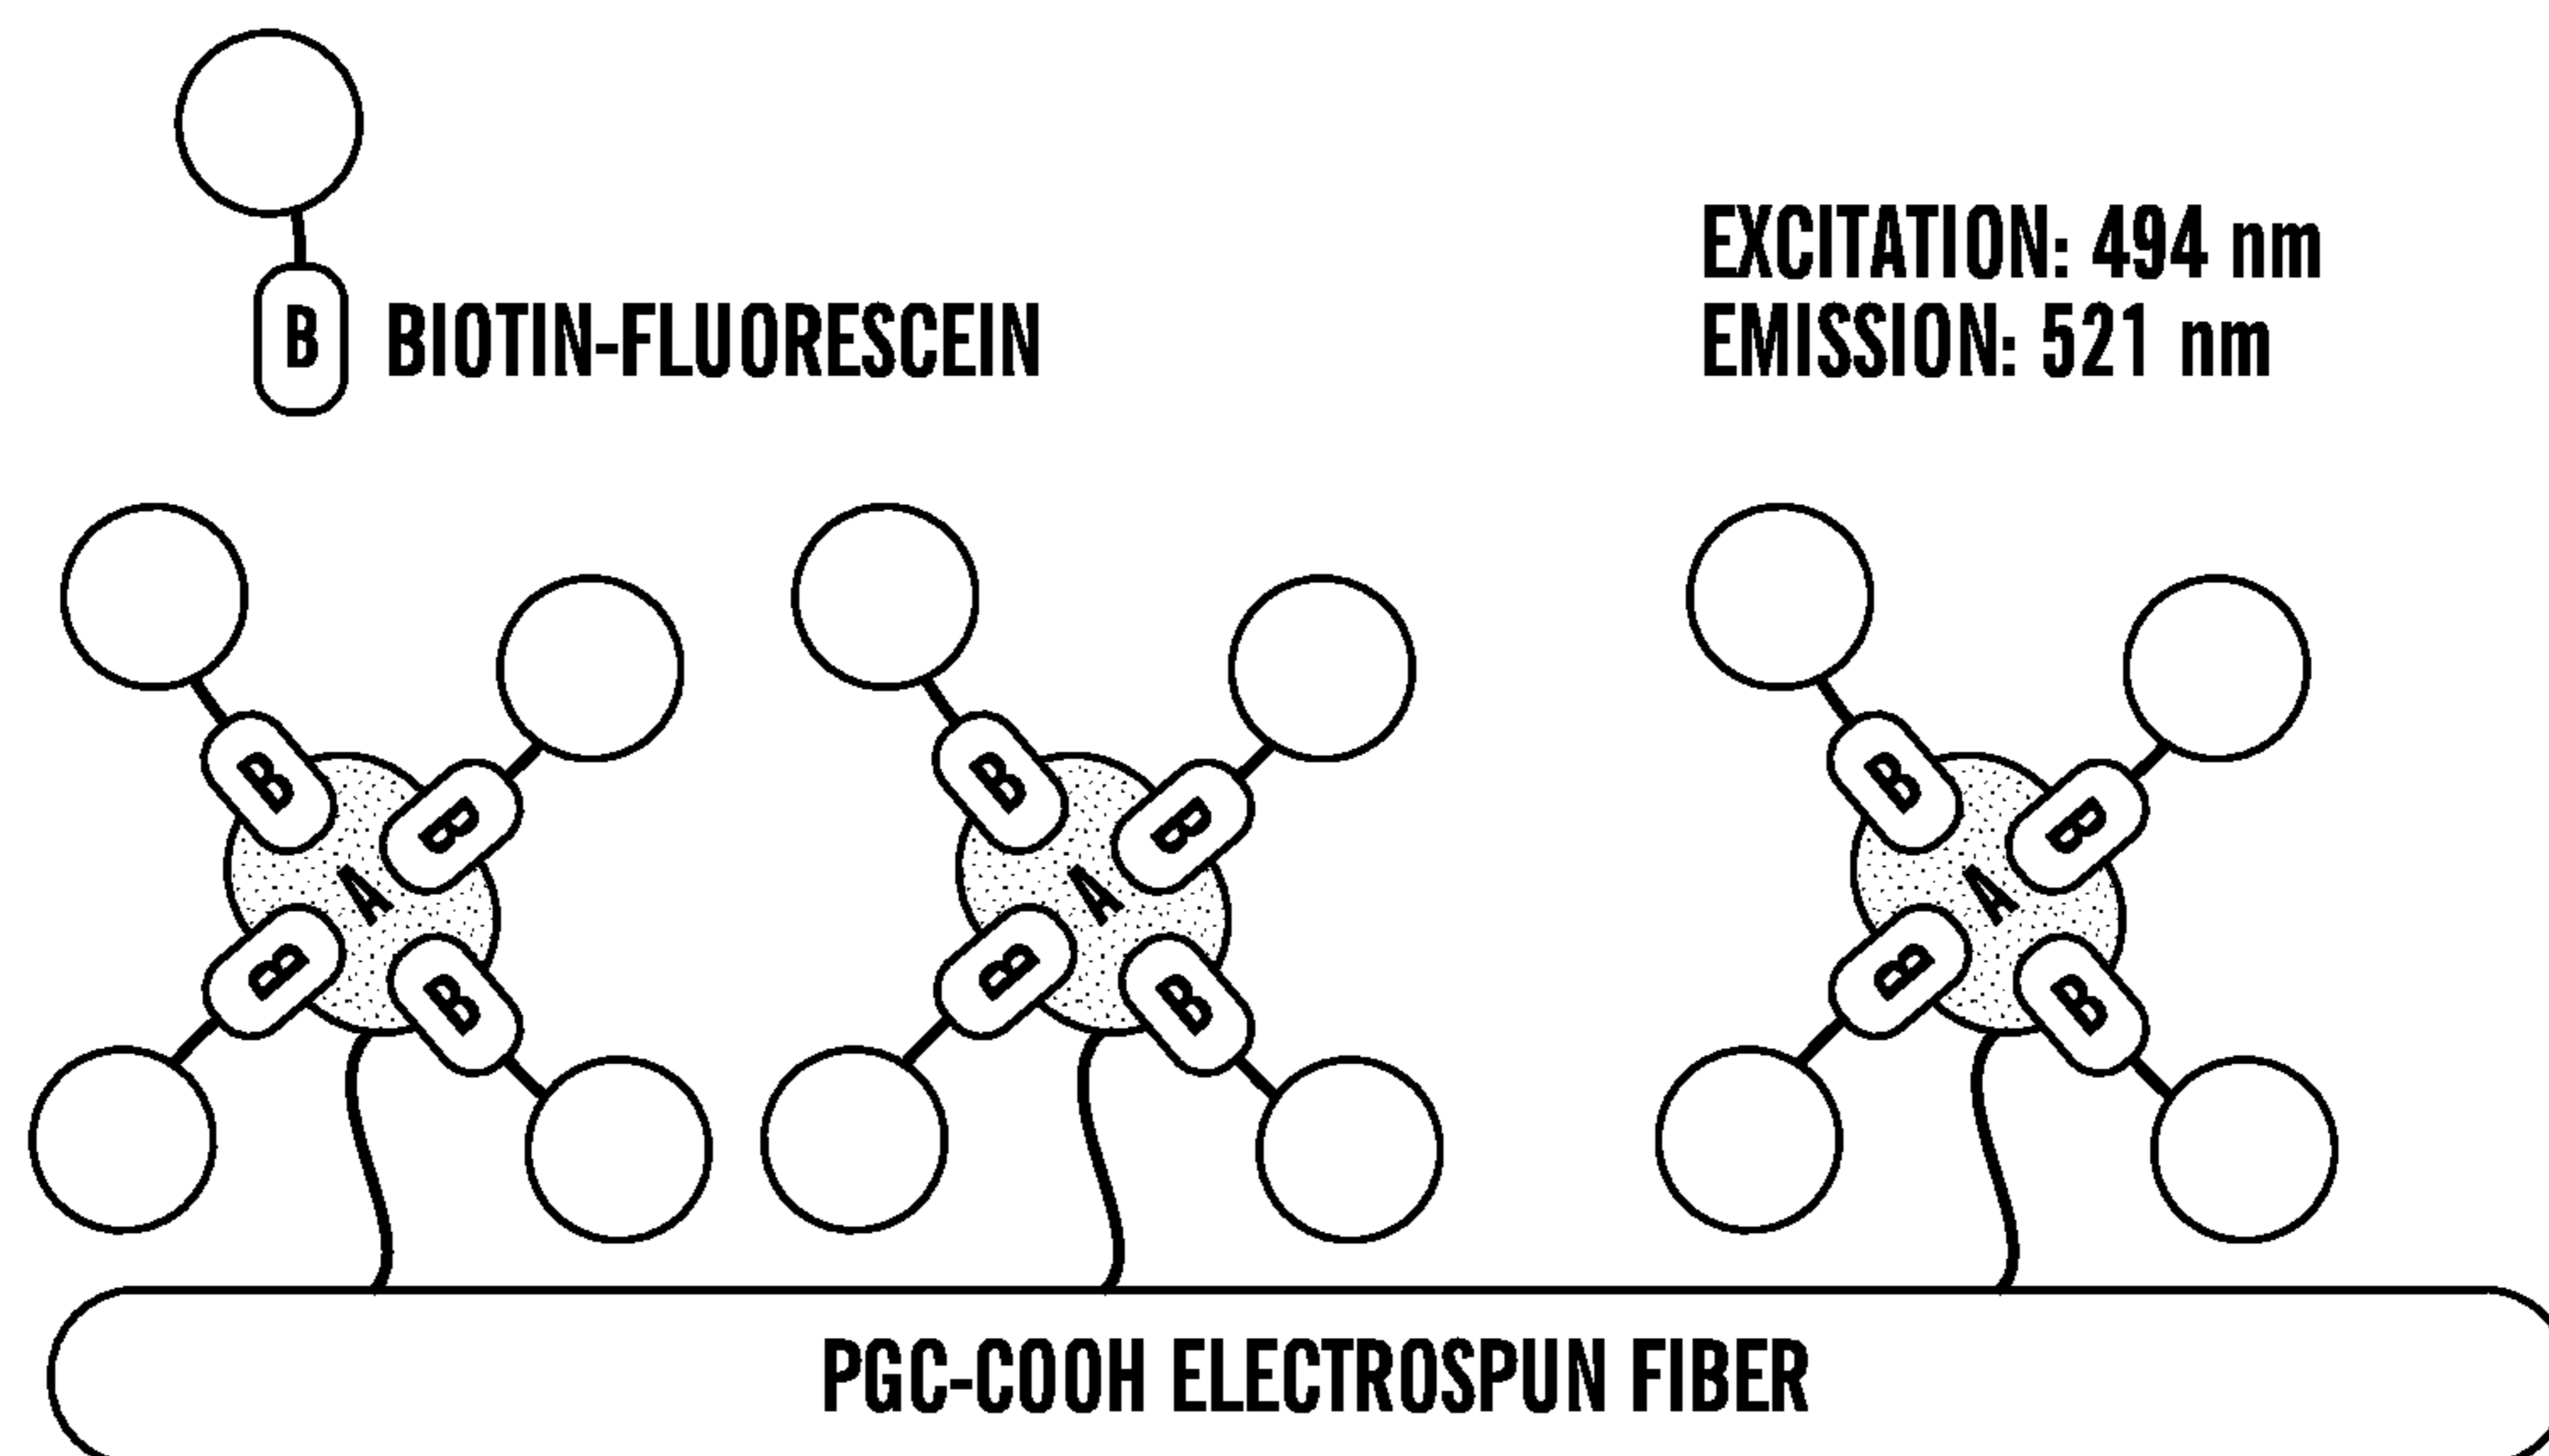 B BIOTIN-FLUORESCEIN
EXCITATION: 494 nm
EMISSION: 521 nm
B B A B B
B B A B B
B B A B B
PGC-COOH ELECTROSPUN FIBER